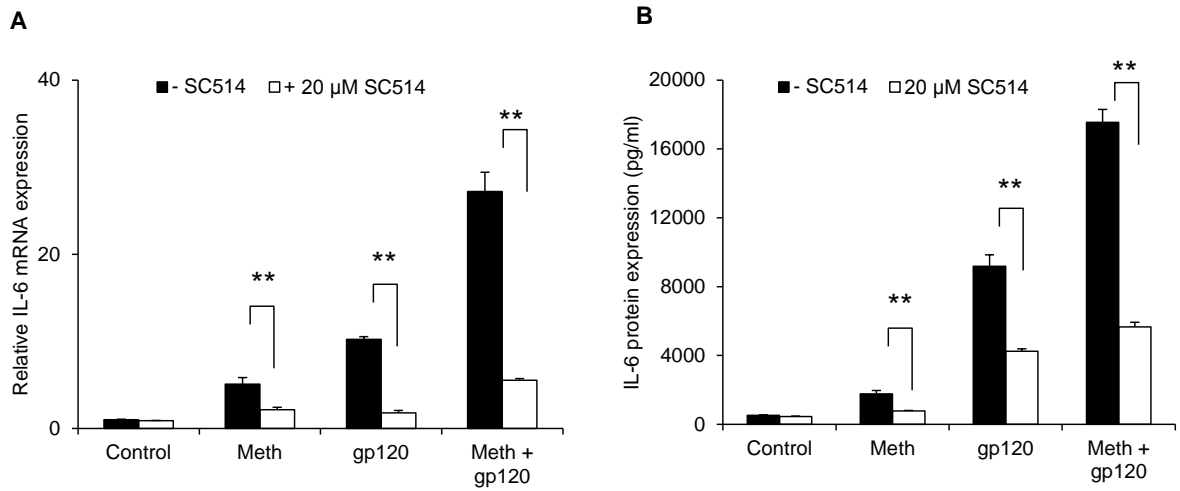 A
Relative IL-6 mRNA expression
40
20
0
- SC514 + 20 µM SC514
**
**
**
Control Meth gp120 Meth +
gp120
B
IL-6 protein expression (pg/ml)
20000
16000
12000
8000
4000
0
- SC514 20 µM SC514
**
**
**
Control Meth gp120 Meth +
gp120